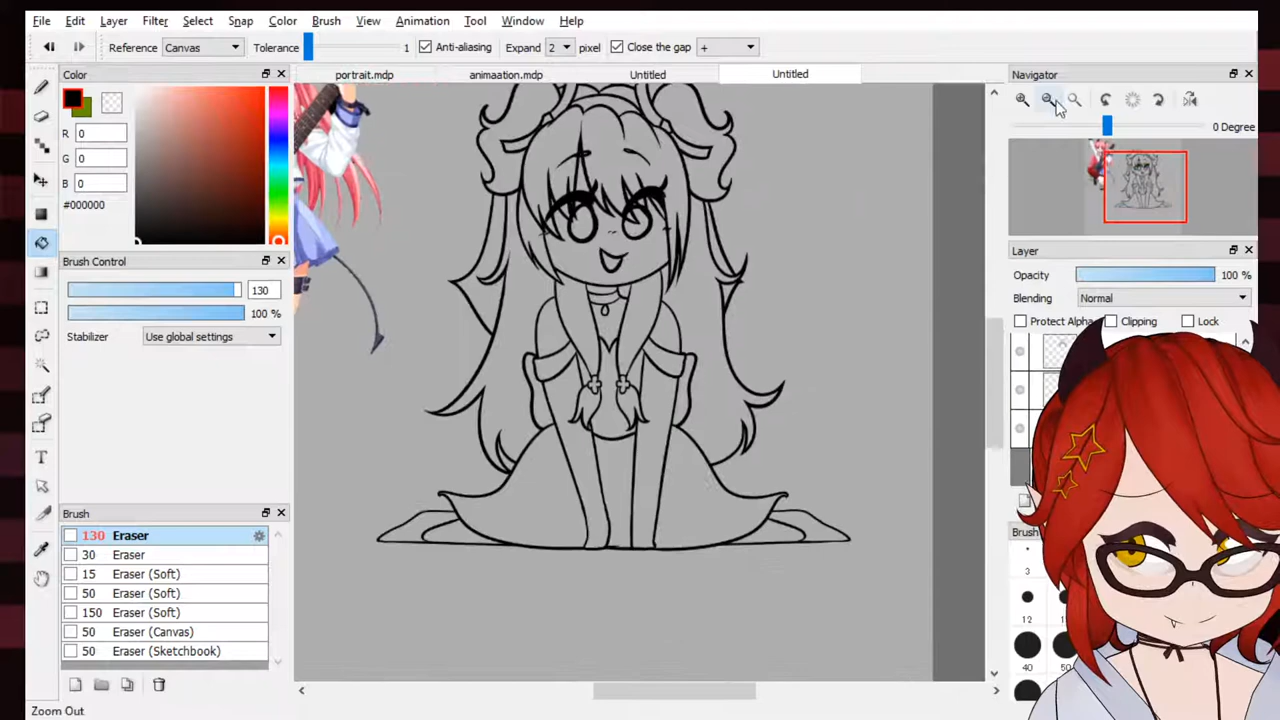 File Edit Layer Filter Select Snap Color Brush View Animation Tool Window Help
Reference Canvas Tolerance 1 Anti-aliasing Expand 2 pixel Close the gap +
Color
portrait.mdp animaation.mdp Untitled Untitled
Navigator
R 0
G 0
B 0
#000000
0 Degree
Brush Control
130
100 %
Stabilizer Use global settings
Layer
Opacity 100 %
Blending Normal
Protect Alpha Clipping Lock
Brush
130 Eraser
30 Eraser
15 Eraser (Soft)
50 Eraser (Soft)
150 Eraser (Soft)
50 Eraser (Canvas)
50 Eraser (Sketchbook)
3
12
40
Zoom Out